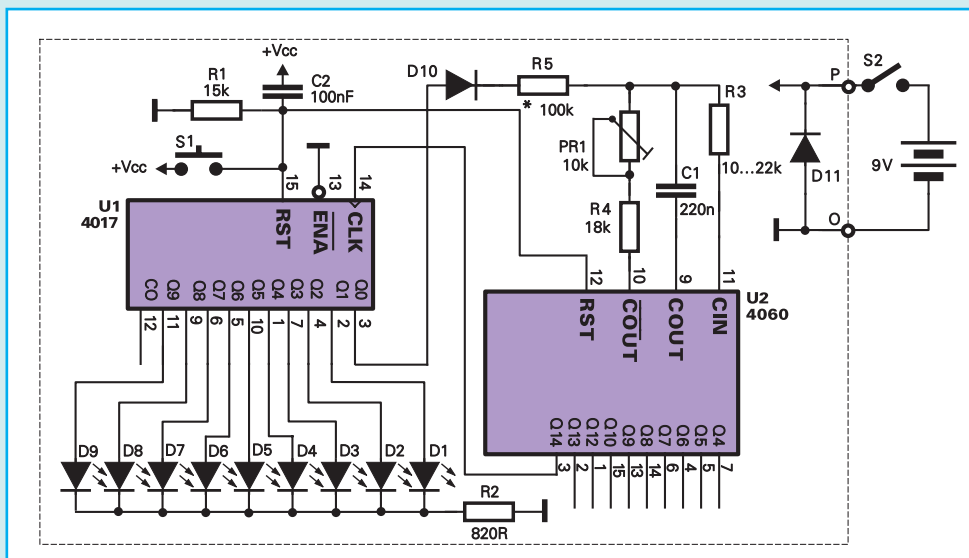 +Vcc
R1
15k
C2
100nF
D10
R5
* 100k
P
S2
S1
+Vcc
PR1
10k
R3
10...22k
C1
220n
D11
9V
15
13
14
U1
4017
RST
ENA
CLK
R4
18k
O
12
10
9
11
U2
4060
CO
Q9
Q8
Q7
Q6
Q5
Q4
Q3
Q2
Q1
Q0
RST
COUT
COUT
CIN
12
11
9
6
5
10
1
7
4
2
3
Q14
Q13
Q12
Q10
Q9
Q8
Q7
Q6
Q5
Q4
D9
D8
D7
D6
D5
D4
D3
D2
D1
3
2
1
15
13
14
6
4
5
7
R2
820R